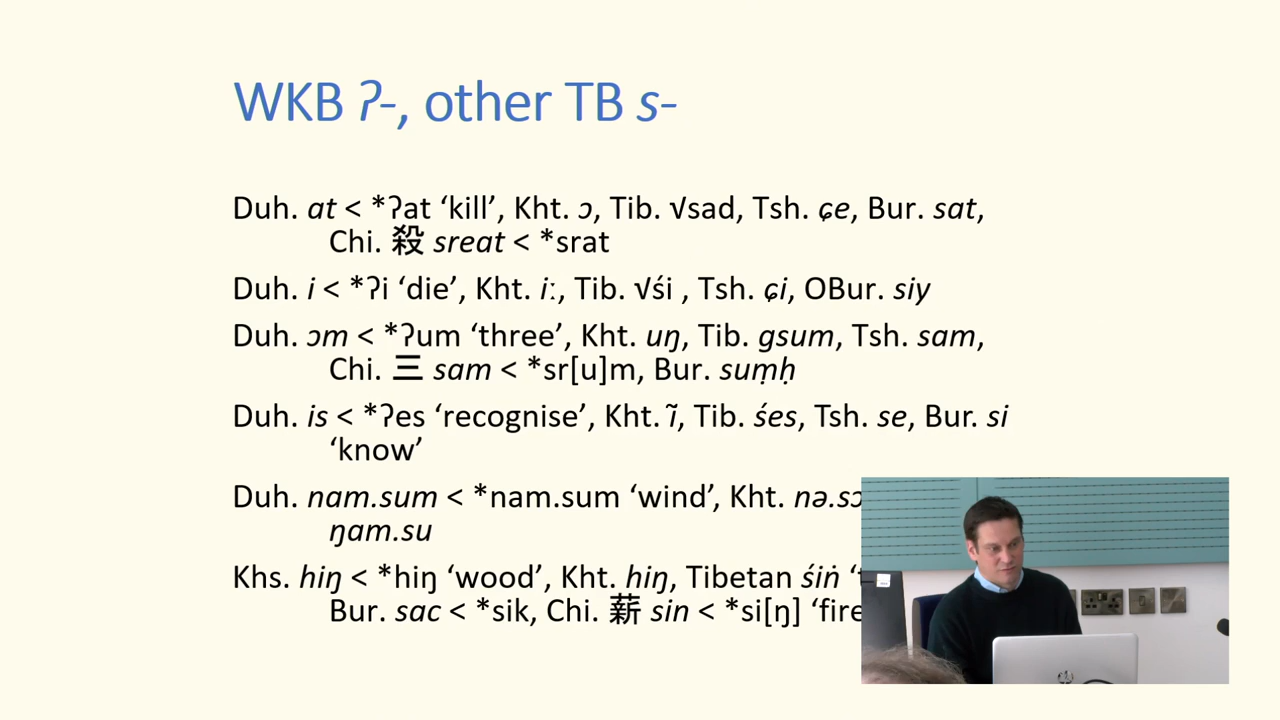 WKB ʔ-, other TB s-
Duh. at < *ʔat ‘kill’, Kht. ɔ, Tib. √sad, Tsh. ɕe, Bur. sat,
Chi. 殺 sreat < *srat
Duh. i < *ʔi ‘die’, Kht. iː, Tib. √śi , Tsh. ɕi, OBur. siy
Duh. ɔm < *ʔum ‘three’, Kht. uŋ, Tib. gsum, Tsh. sam,
Chi. 三 sam < *sr[u]m, Bur. suṃḥ
Duh. is < *ʔes ‘recognise’, Kht. ĩ, Tib. śes, Tsh. se, Bur. si
‘know’
Duh. nam.sum < *nam.sum ‘wind’, Kht.
ŋam.su
Khs. hiŋ < *hiŋ ‘wood’, Kht. hiŋ, Tibetan śiṅ
Bur. sac < *sik, Chi. 薪 sin < *si[ŋ] ‘fire